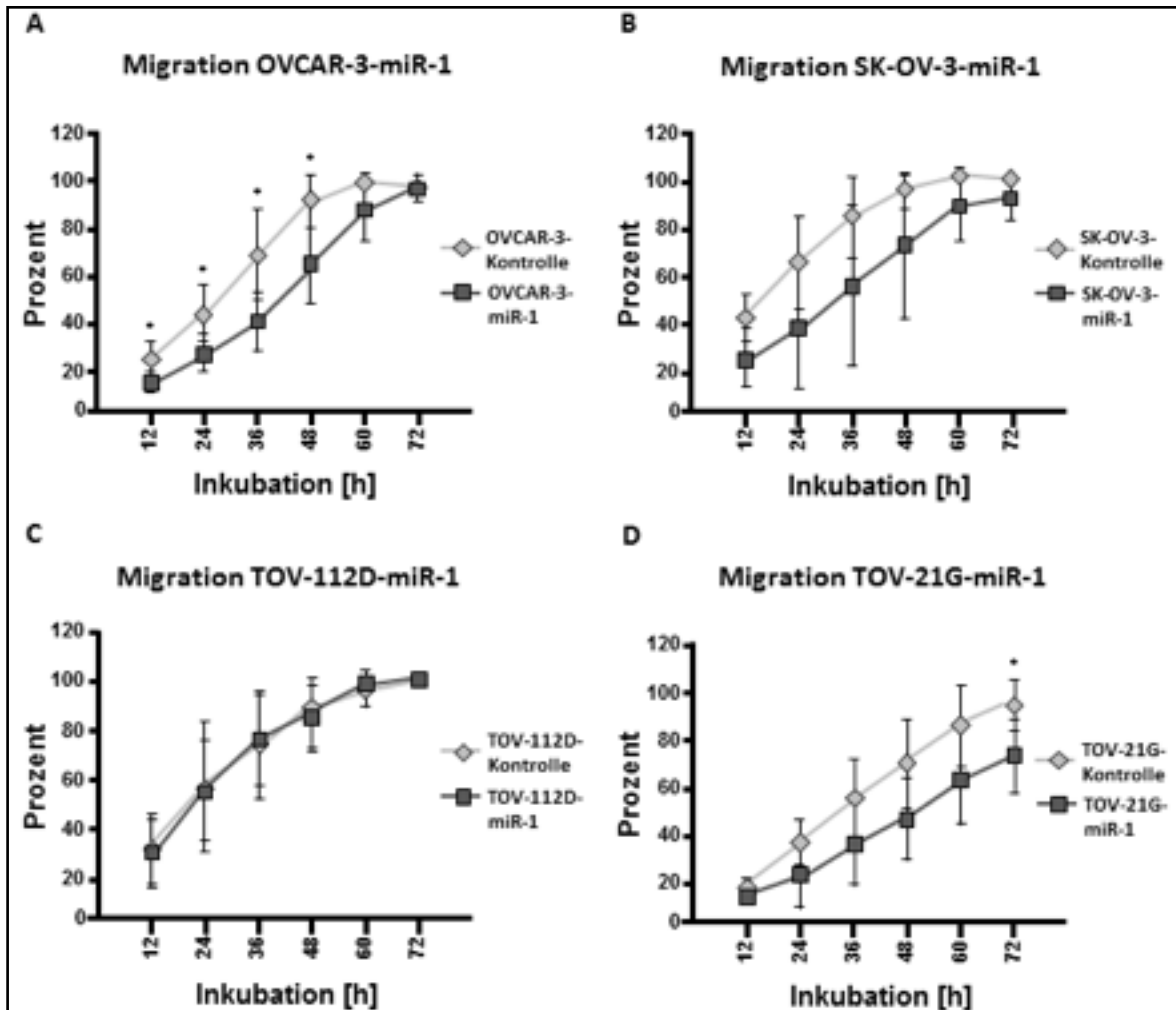 A
Migration OVCAR-3-miR-1
Prozent
120
100
80
60
40
20
0
*
*
*
*
12
24
36
48
60
72
Inkubation [h]
OVCAR-3-
Kontrolle
OVCAR-3-
miR-1
B
Migration SK-OV-3-miR-1
Prozent
120
100
80
60
40
20
0
12
24
36
48
60
72
Inkubation [h]
SK-OV-3-
Kontrolle
SK-OV-3-
miR-1
C
Migration TOV-112D-miR-1
Prozent
120
100
80
60
40
20
0
12
24
36
48
60
72
Inkubation [h]
TOV-112D-
Kontrolle
TOV-112D-
miR-1
D
Migration TOV-21G-miR-1
Prozent
120
100
80
60
40
20
0
*
12
24
36
48
60
72
Inkubation [h]
TOV-21G-
Kontrolle
TOV-21G-
miR-1